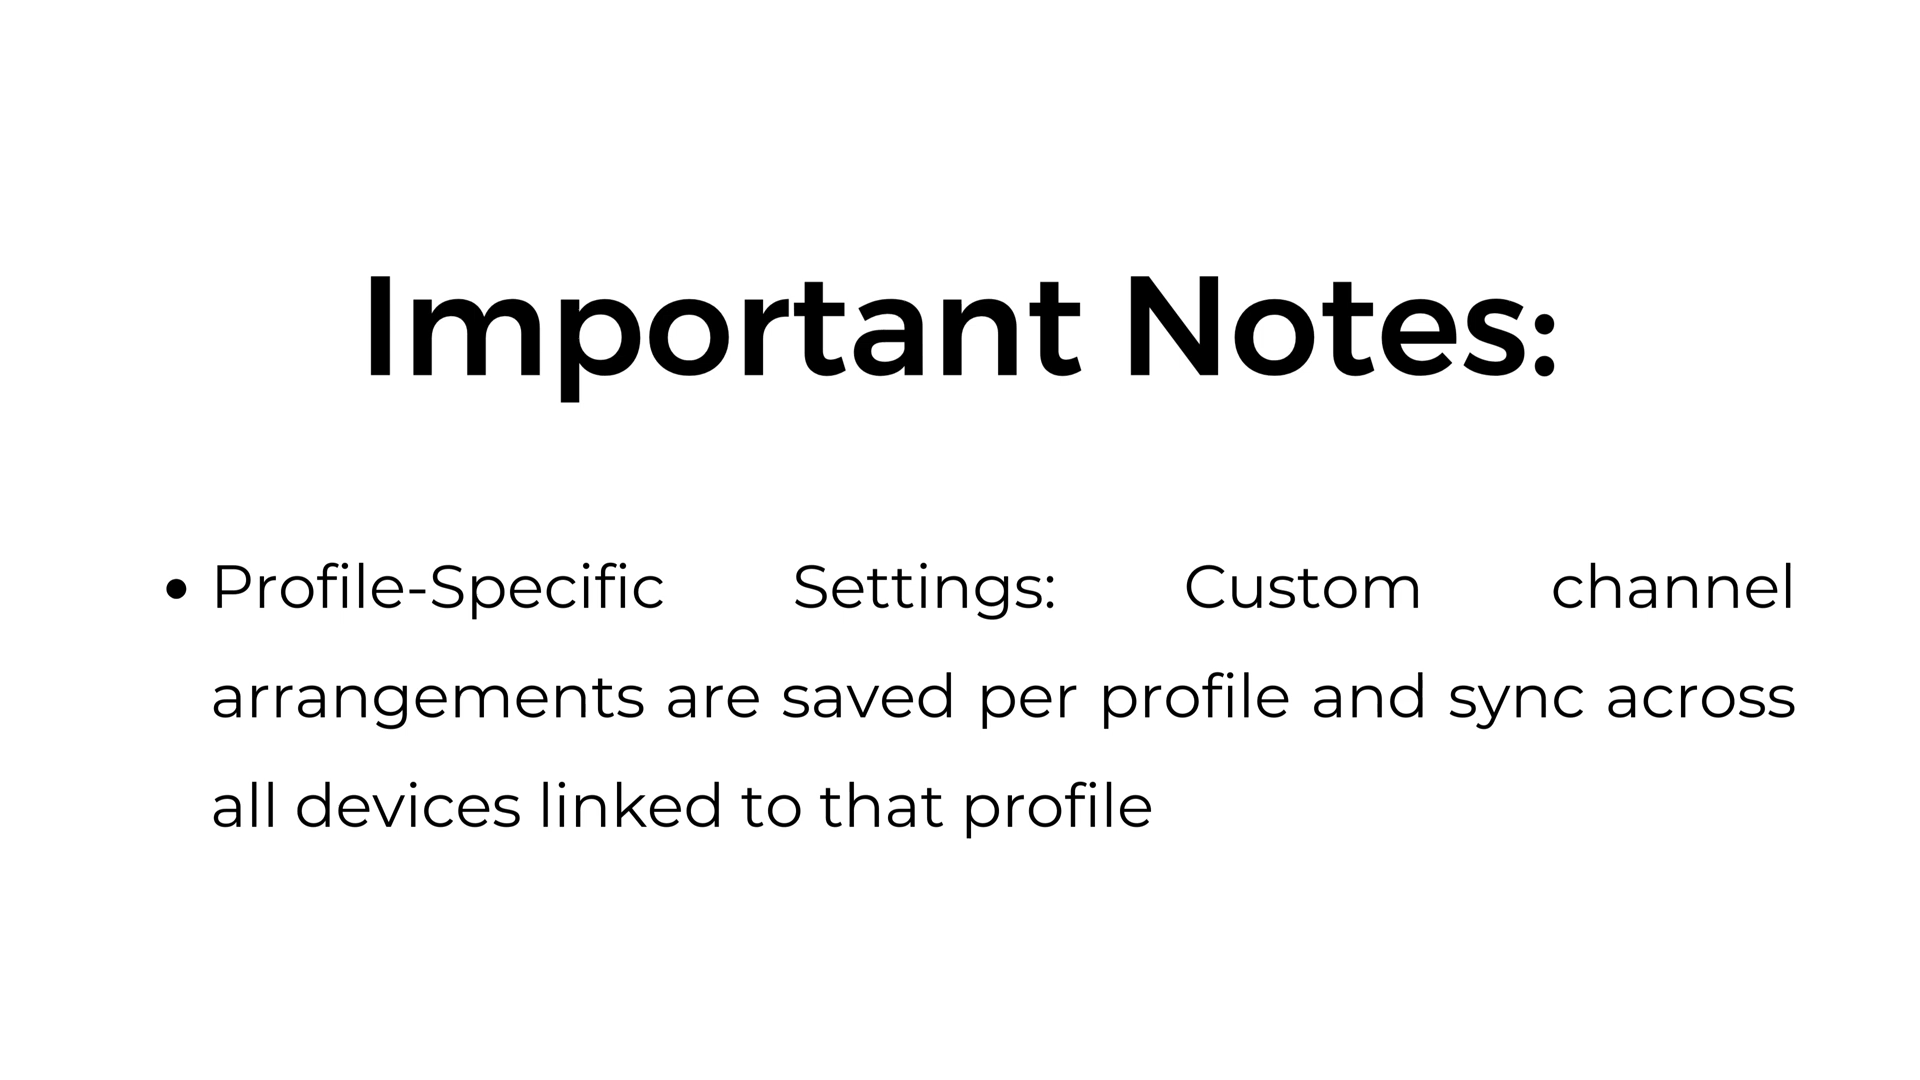 Important Notes:
• Profile-Specific Settings: Custom channel
arrangements are saved per profile and sync across
all devices linked to that profile